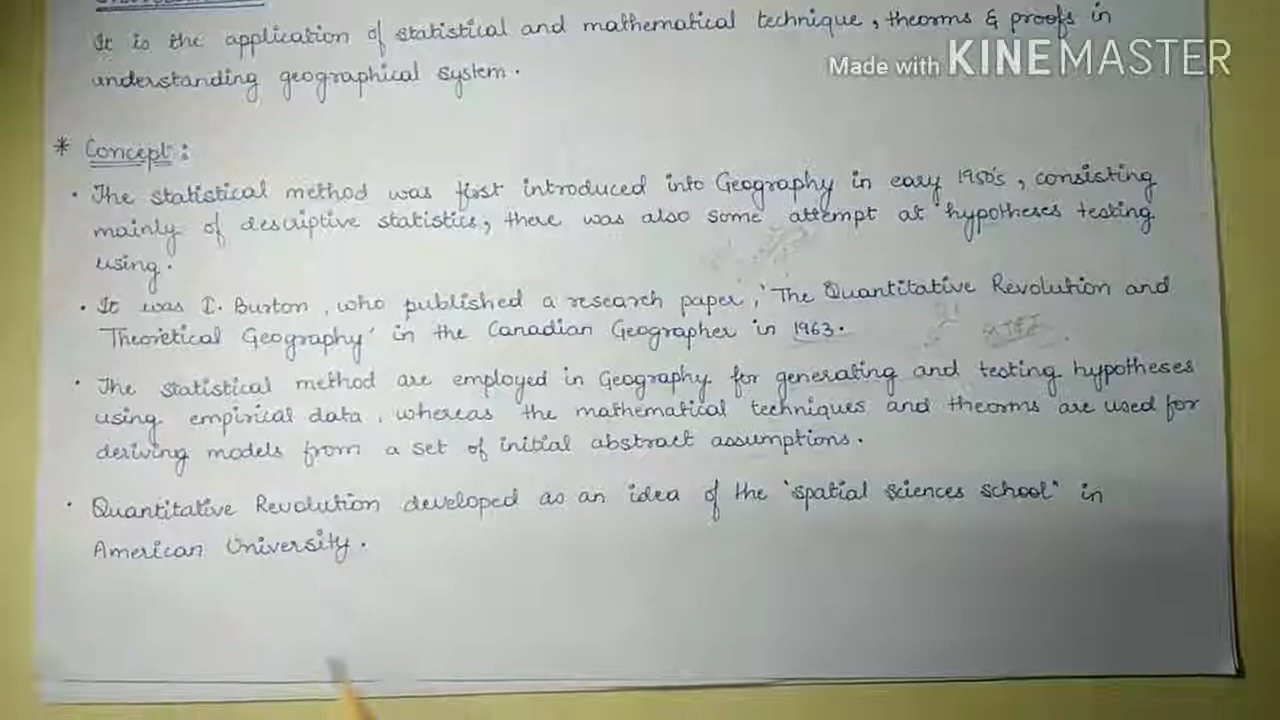 It is the application of statistical and mathematical technique, theorms & proofs in
understanding geographical system.
Made with KINEMASTER
* Concept :
• The statistical method was first introduced into Geography in eary 1950's, consisting
mainly of descriptive statistics, there was also some attempt at hypotheses testing
using.
• It was I. Burton, who published a research paper, 'The Quantitative Revolution and
Theoretical Geography' in the Canadian Geographer in 1963.
• The statistical method are employed in Geography for generating and testing hypotheses
using empirical data, whereas the mathematical techniques and theorms are used for
deriving models from a set of initial abstract assumptions.
• Quantitative Revolution developed as an idea of the "spatial sciences school" in
American University.